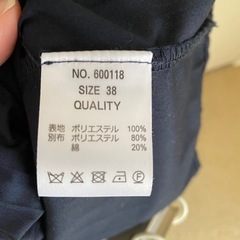 NO. 600118
SIZE 38
QUALITY
表地 ポリエステル 100%
別布 ポリエステル 80%
綿 20%